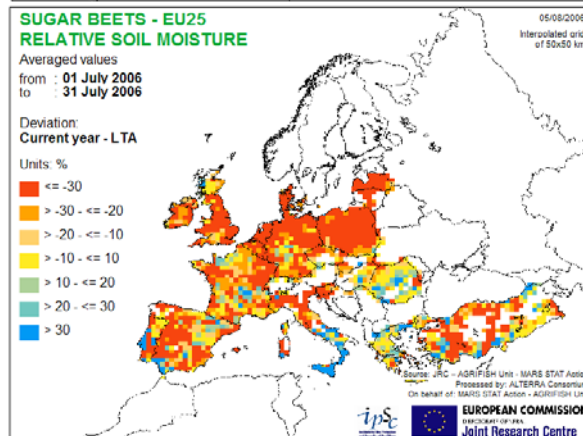 SUGAR BEETS - EU25
RELATIVE SOIL MOISTURE
Averaged values
from : 01 July 2006
to : 31 July 2006
Deviation:
Current year - LTA
Units: %
<= -30
> -30 - <= -20
> -20 - <= -10
> -10 - <= 10
> 10 - <= 20
> 20 - <= 30
> 30
05/08/2006
Interpolated grid
of 50x50 km
Source: JRC - AGRIFISH Unit - MARS STAT Action
Processed by: ALTERRA Consortium
On behalf of: MARS STAT Action - AGRIFISH Unit
ipsc
EUROPEAN COMMISSION
Joint Research Centre